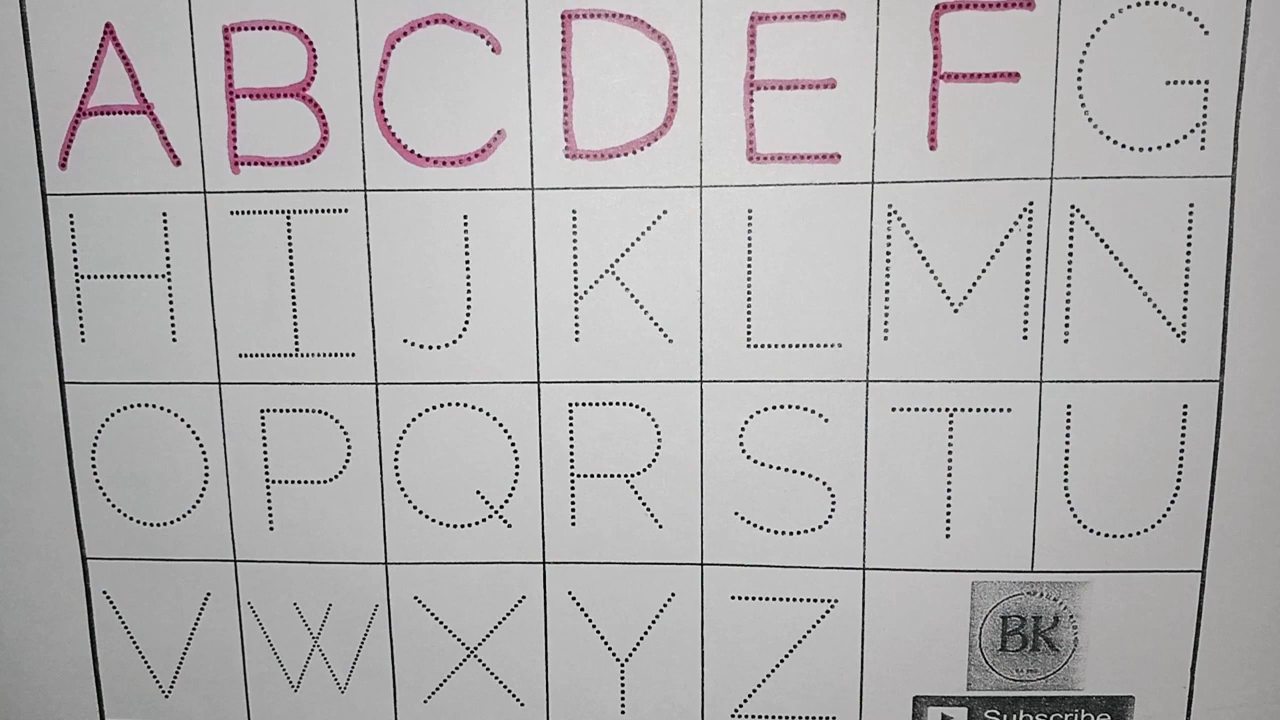 A B C D E F G
H I J K L M N
O P Q R S T U
V W X Y Z
BK
Subscribe